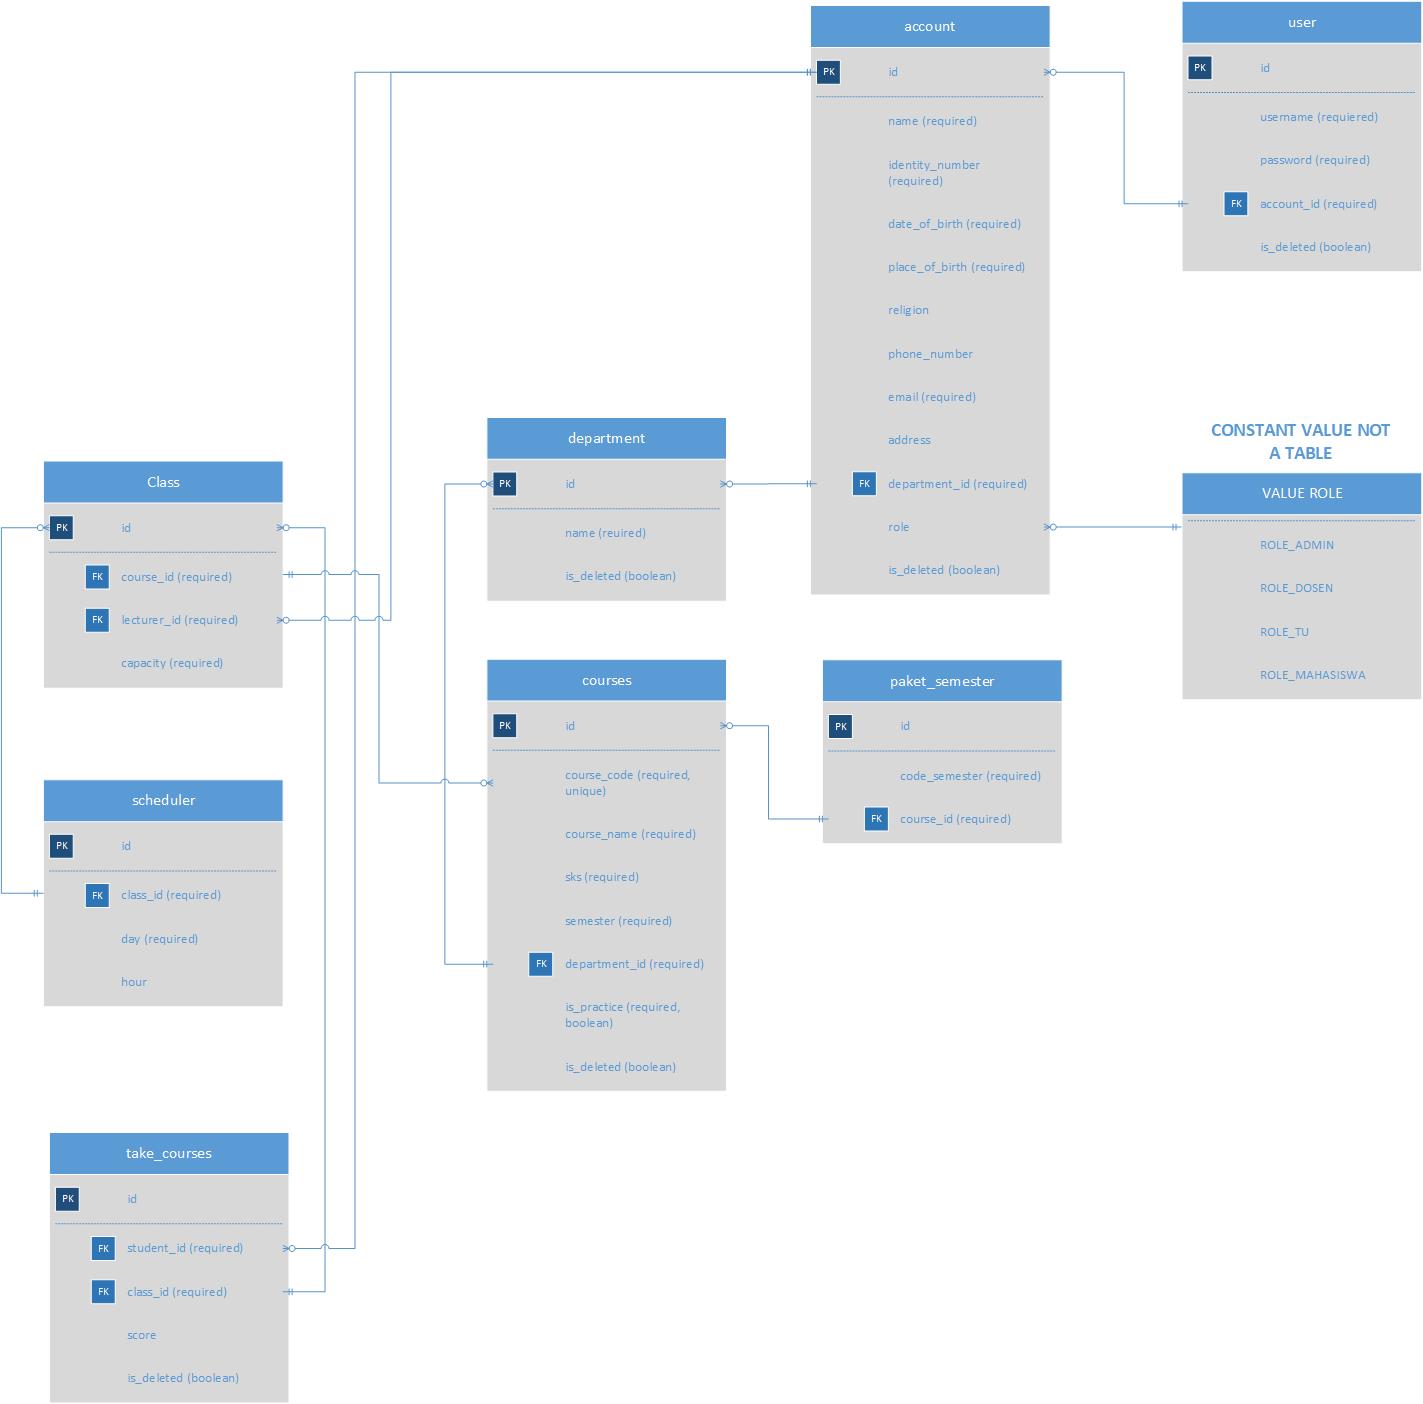 account
PK
id
name (required)
identity_number
(required)
date_of_birth (required)
place_of_birth (required)
religion
phone_number
email (required)
address
FK
department_id (required)
role
is_deleted (boolean)
user
PK
id
username (requiered)
password (required)
FK
account_id (required)
is_deleted (boolean)
CONSTANT VALUE NOT
A TABLE
VALUE ROLE
ROLE_ADMIN
ROLE_DOSEN
ROLE_TU
ROLE_MAHASISWA
department
PK
id
name (reuired)
is_deleted (boolean)
Class
PK
id
FK
course_id (required)
FK
lecturer_id (required)
capacity (required)
courses
PK
id
course_code (required,
unique)
course_name (required)
sks (required)
semester (required)
FK
department_id (required)
is_practice (required,
boolean)
is_deleted (boolean)
paket_semester
PK
id
code_semester (required)
FK
course_id (required)
scheduler
PK
id
FK
class_id (required)
day (required)
hour
take_courses
PK
id
FK
student_id (required)
FK
class_id (required)
score
is_deleted (boolean)